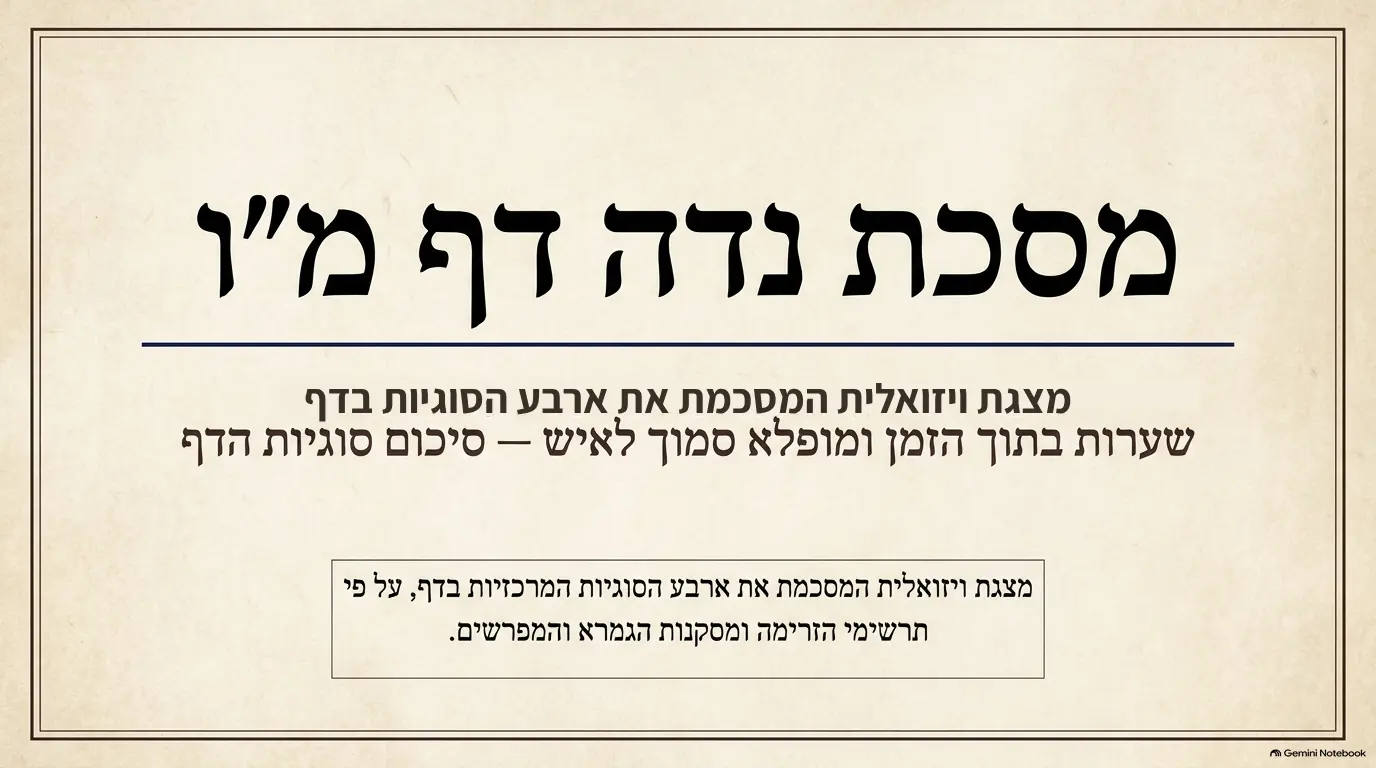 מסכת נדה דף מ"ו
מצגת ויזואלית המסכמת את ארבע הסוגיות בדף
שערות בתוך הזמן ומופלא סמוך לאיש — סיכום סוגיות הדף
מצגת ויזואלית המסכמת את ארבע הסוגיות המרכזיות בדף, על פי
תרשימי הזרימה ומסקנות הגמרא והמפרשים.
Gemini Notebook